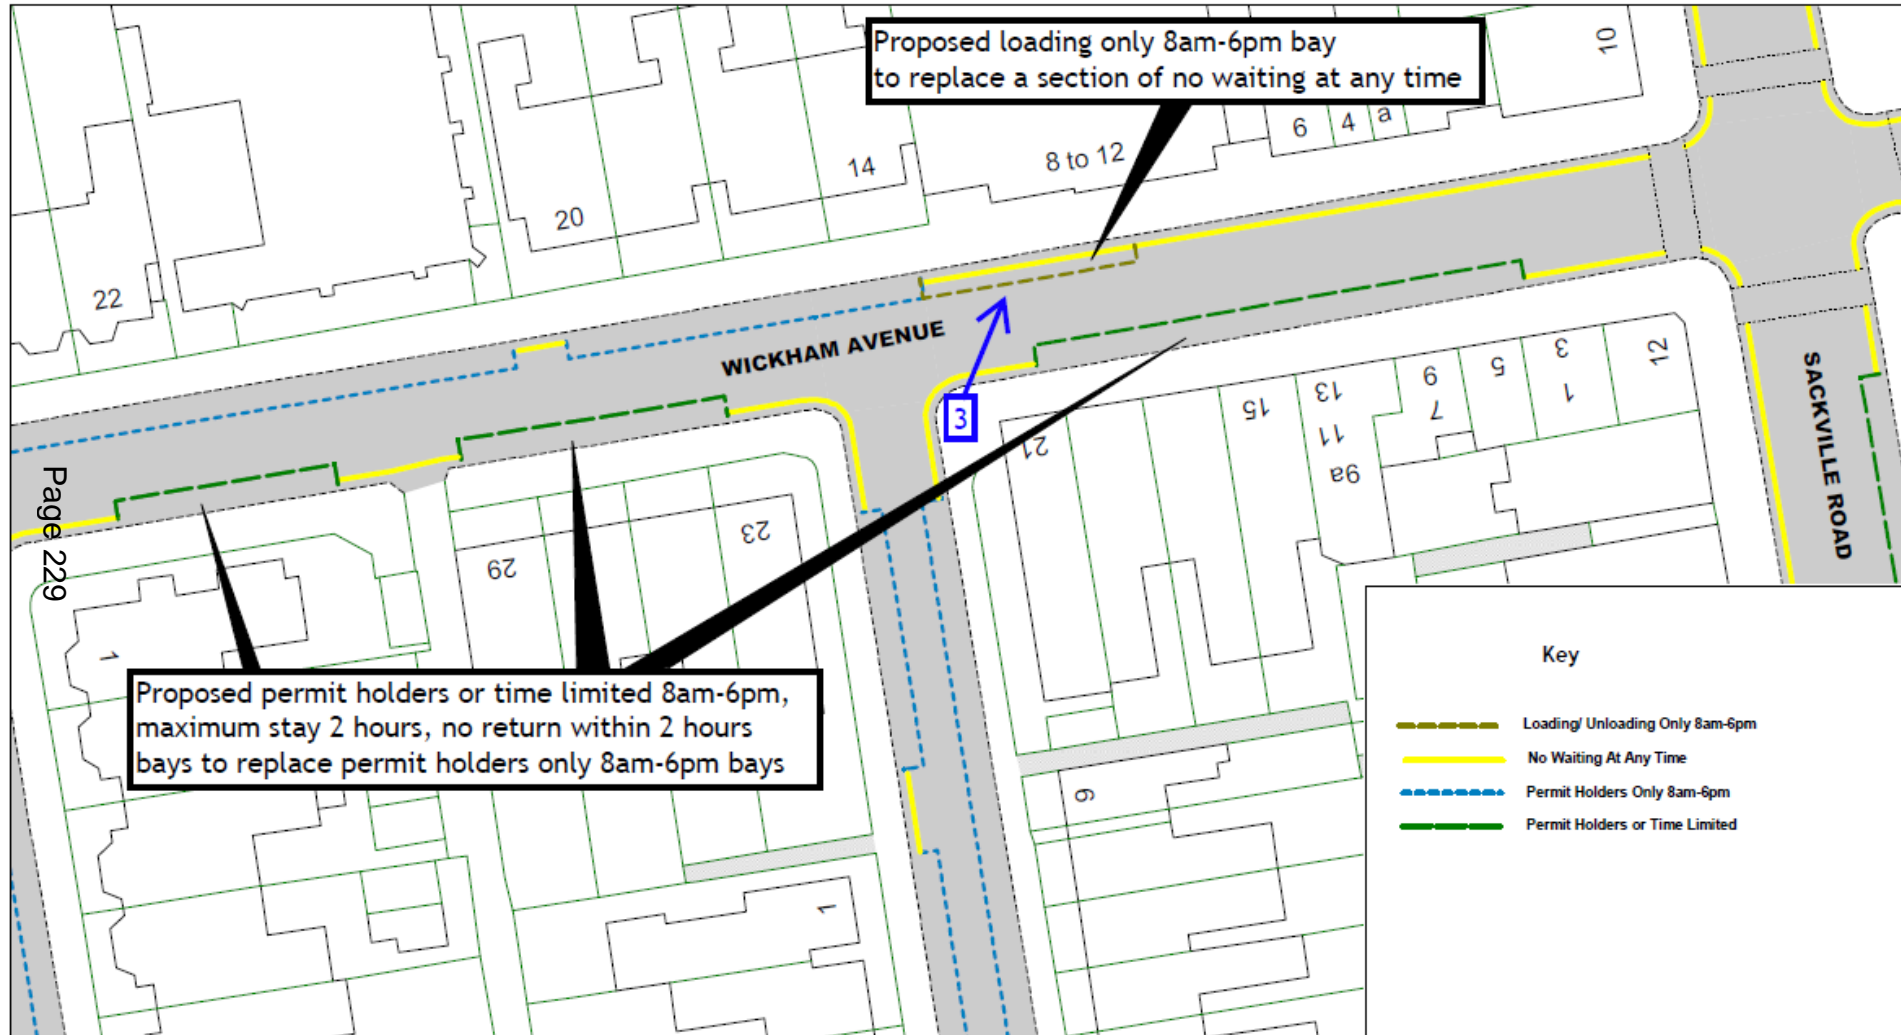 Proposed loading only 8am-6pm bay
to replace a section of no waiting at any time
10
6
4
a
8 to 12
14
20
22
WICKHAM AVENUE
3
SACKVILLE ROAD
12
3
1
5
9
7
13
11
9a
15
21
23
29
1
Page 229
Proposed permit holders or time limited 8am-6pm,
maximum stay 2 hours, no return within 2 hours
bays to replace permit holders only 8am-6pm bays
1
Key
Loading/ Unloading Only 8am-6pm
No Waiting At Any Time
Permit Holders Only 8am-6pm
Permit Holders or Time Limited